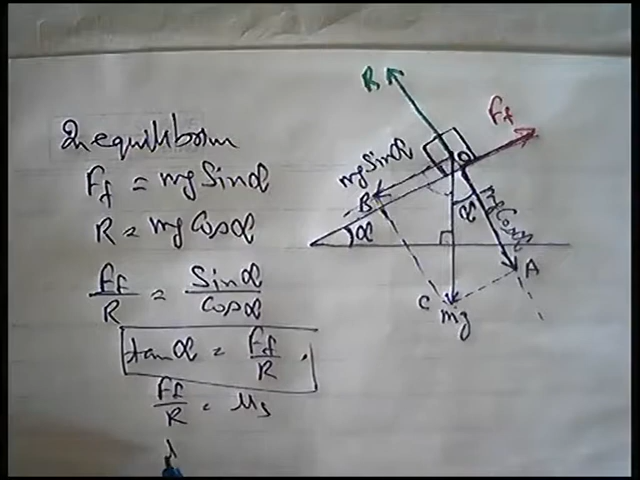 In equilibrium
Ff = mg Sinα
R = mg Cosα
Ff/R = Sinα/Cosα
tanα = Ff/R
Ff/R = μs
λ
R
Ff
mg Sinα
B
O
α
mg Cosα
α
A
C
mg